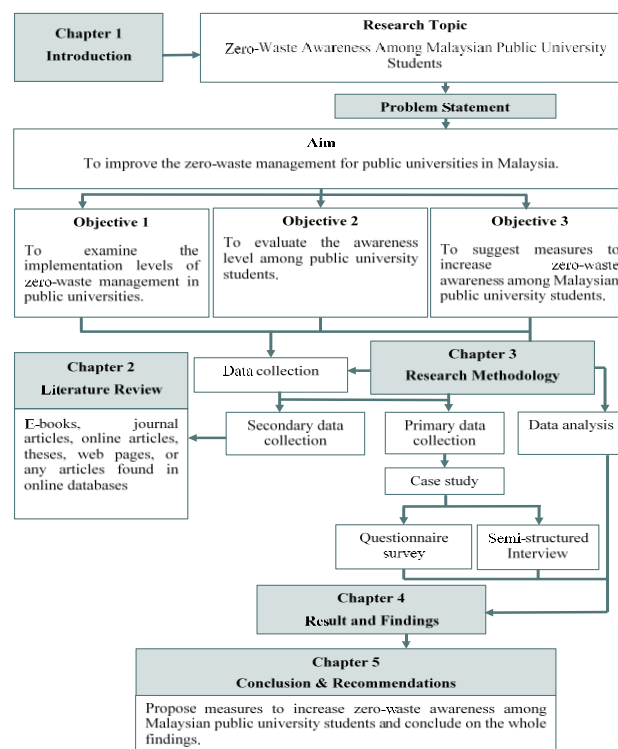 Chapter 1
Introduction
Research Topic
Zero-Waste Awareness Among Malaysian Public University
Students
Problem Statement
Aim
To improve the zero-waste management for public universities in Malaysia.
Objective 1
To examine the
implementation levels of
zero-waste management in
public universities.
Objective 2
To evaluate the awareness
level among public university
students.
Objective 3
To suggest measures to
increase zero-waste
awareness among Malaysian
public university students.
Data collection
Chapter 3
Research Methodology
Chapter 2
Literature Review
E-books, journal
articles, online articles,
theses, web pages, or
any articles found in
online databases
Secondary data
collection
Primary data
collection
Data analysis
Case study
Questionnaire
survey
Semi-structured
Interview
Chapter 4
Result and Findings
Chapter 5
Conclusion & Recommendations
Propose measures to increase zero-waste awareness among
Malaysian public university students and conclude on the whole
findings.